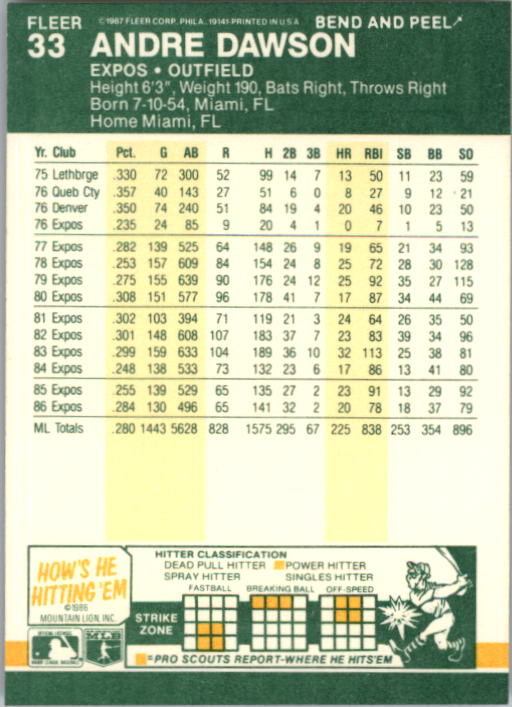 FLEER ©1987 FLEER CORP. PHILA. 19141-PRINTED IN U.S.A. BEND AND PEEL
33 ANDRE DAWSON
EXPOS • OUTFIELD
Height 6'3", Weight 190, Bats Right, Throws Right
Born 7-10-54, Miami, FL
Home Miami, FL
Yr. Club Pct. G AB R H 2B 3B HR RBI SB BB SO
75 Lethbrge .330 72 300 52 99 14 7 13 50 11 23 59
76 Queb Cty .357 40 143 27 51 6 0 8 27 9 12 21
76 Denver .350 74 240 51 84 19 4 20 46 10 23 50
76 Expos .235 24 85 9 20 4 1 0 7 1 5 13
77 Expos .282 139 525 64 148 26 9 19 65 21 34 93
78 Expos .253 157 609 84 154 24 8 25 72 28 30 128
79 Expos .275 155 639 90 176 24 12 25 92 35 27 115
80 Expos .308 151 577 96 178 41 7 17 87 34 44 69
81 Expos .302 103 394 71 119 21 3 24 64 26 35 50
82 Expos .301 148 608 107 183 37 7 23 83 39 34 96
83 Expos .299 159 633 104 189 36 10 32 113 25 38 81
84 Expos .248 138 533 73 132 23 6 17 86 13 41 80
85 Expos .255 139 529 65 135 27 2 23 91 13 29 92
86 Expos .284 130 496 65 141 32 2 20 78 18 37 79
ML Totals .280 1443 5628 828 1575 295 67 225 838 253 354 896
HOW'S HE
HITTING 'EM
©1986
MOUNTAIN LION, INC.
HITTER CLASSIFICATION
DEAD PULL HITTER POWER HITTER
SPRAY HITTER SINGLES HITTER
FASTBALL BREAKING BALL OFF-SPEED
STRIKE
ZONE
=PRO SCOUTS REPORT-WHERE HE HITS'EM
MLB